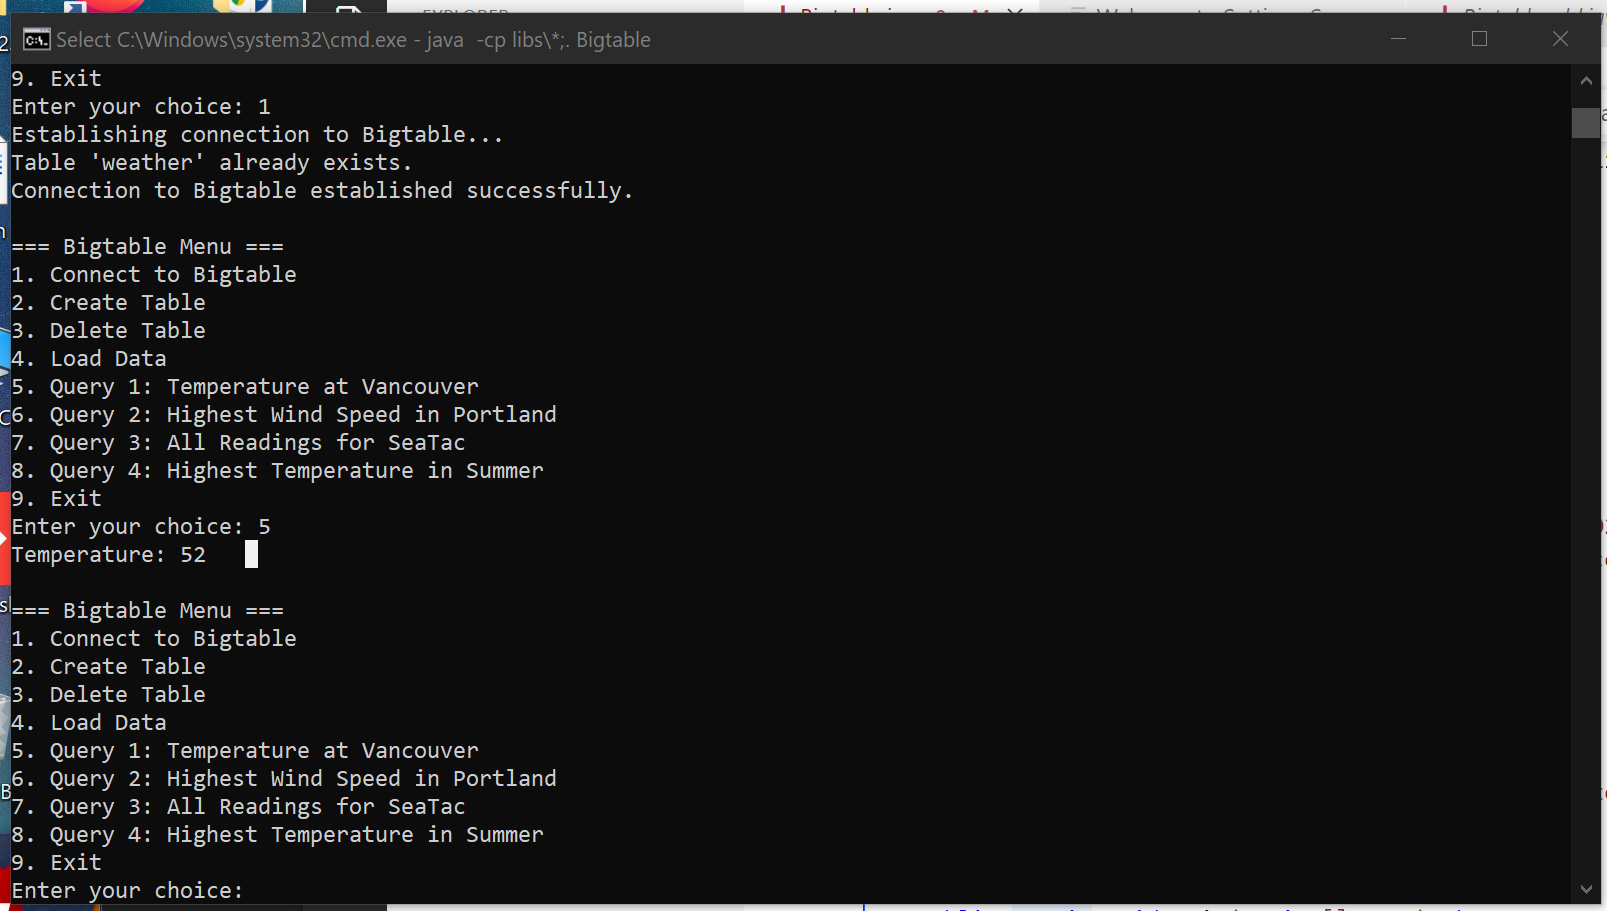 Select C:\Windows\system32\cmd.exe - java  -cp libs\*;. Bigtable
9. Exit
Enter your choice: 1
Establishing connection to Bigtable...
Table 'weather' already exists.
Connection to Bigtable established successfully.
=== Bigtable Menu ===
1. Connect to Bigtable
2. Create Table
3. Delete Table
4. Load Data
5. Query 1: Temperature at Vancouver
6. Query 2: Highest Wind Speed in Portland
7. Query 3: All Readings for SeaTac
8. Query 4: Highest Temperature in Summer
9. Exit
Enter your choice: 5
Temperature: 52
=== Bigtable Menu ===
1. Connect to Bigtable
2. Create Table
3. Delete Table
4. Load Data
5. Query 1: Temperature at Vancouver
6. Query 2: Highest Wind Speed in Portland
7. Query 3: All Readings for SeaTac
8. Query 4: Highest Temperature in Summer
9. Exit
Enter your choice: